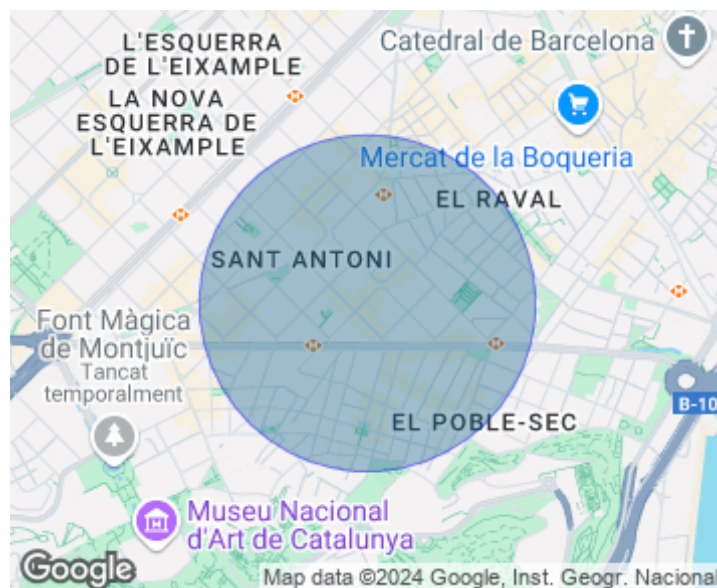 L'ESQUERRA
DE L'EIXAMPLE
Catedral de Barcelona
LA NOVA
ESQUERRA DE
L'EIXAMPLE
Mercat de la Boqueria
EL RAVAL
SANT ANTONI
Font Màgica
de Montjuïc
Tancat
temporalment
B-10
EL POBLE-SEC
Museu Nacional
d'Art de Catalunya
Google
Map data ©2024 Google, Inst. Geogr. Nacional